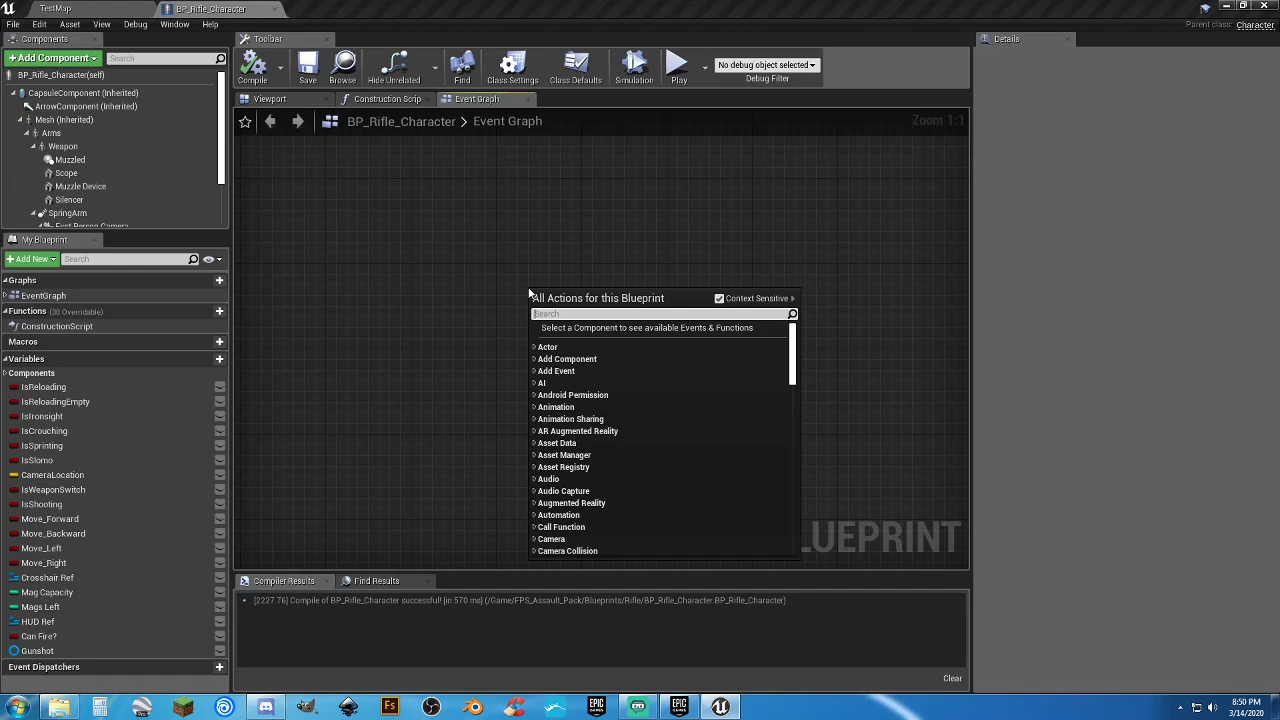 TestMap
BP_Rifle_Character
File
Edit
Asset
View
Debug
Window
Help
Parent class: Character
Components
Toolbar
Details
+ Add Component
Search
BP_Rifle_Character(self)
CapsuleComponent (Inherited)
ArrowComponent (Inherited)
Mesh (Inherited)
Arms
Weapon
Muzzled
Scope
Muzzle Device
Silencer
SpringArm
First Person Camera
Compile
Save
Browse
Hide Unrelated
Find
Class Settings
Class Defaults
Simulation
Play
No debug object selected
Debug Filter
Viewport
Construction Scrip
Event Graph
BP_Rifle_Character > Event Graph
Zoom 1:1
My Blueprint
+ Add New
Search
Graphs
EventGraph
Functions (30 Overridable)
ConstructionScript
Macros
Variables
Components
IsReloading
IsReloadingEmpty
IsIronsight
IsCrouching
IsSprinting
IsSlomo
CameraLocation
IsWeaponSwitch
IsShooting
Move_Forward
Move_Backward
Move_Left
Move_Right
Crosshair Ref
Mag Capacity
Mags Left
HUD Ref
Can Fire?
Gunshot
Event Dispatchers
All Actions for this Blueprint
Context Sensitive
Search
Select a Component to see available Events & Functions
Actor
Add Component
Add Event
AI
Android Permission
Animation
Animation Sharing
AR Augmented Reality
Asset Data
Asset Manager
Asset Registry
Audio
Audio Capture
Augmented Reality
Automation
Call Function
Camera
Camera Collision
LUEPRINT
Compiler Results
Find Results
[2227.76] Compile of BP_Rifle_Character successful! [in 570 ms] (/Game/FPS_Assault_Pack/Blueprints/Rifle/BP_Rifle_Character.BP_Rifle_Character)
Clear
Pro
Fs
EPIC GAMES
EPIC GAMES
8:50 PM
3/14/2020